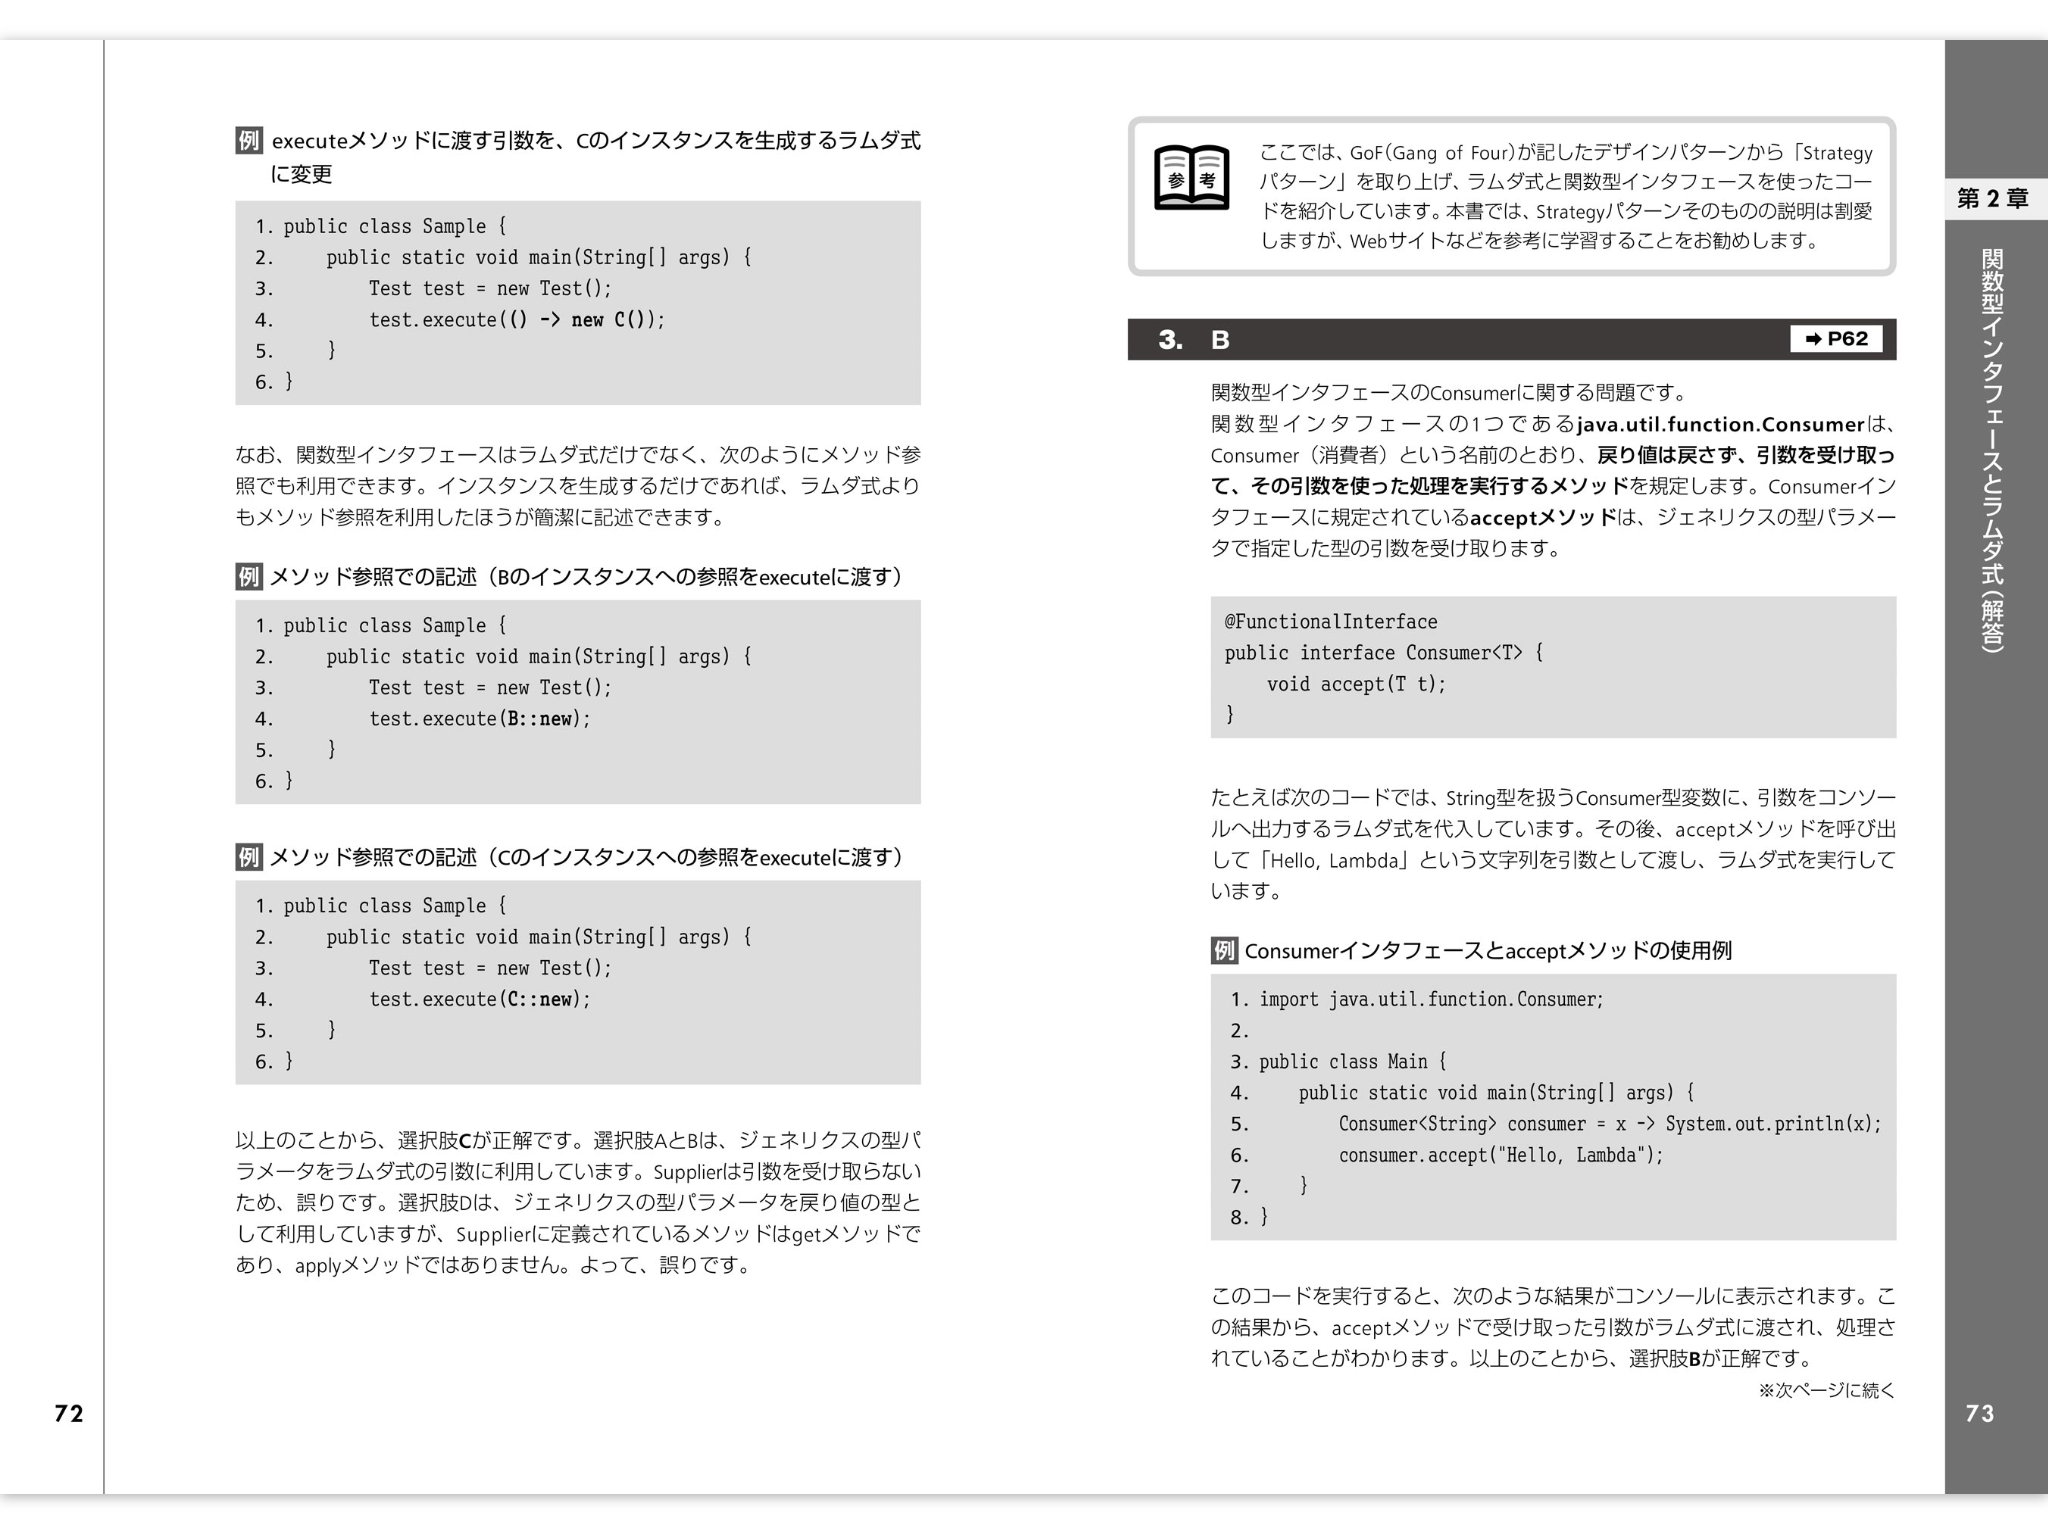 例 executeメソッドに渡す引数を、Cのインスタンスを生成するラムダ式
に変更
1. public class Sample {
2.     public static void main(String[] args) {
3.         Test test = new Test();
4.         test.execute(() -> new C());
5.     }
6. }
なお、関数型インタフェースはラムダ式だけでなく、次のようにメソッド参
照でも利用できます。インスタンスを生成するだけであれば、ラムダ式より
もメソッド参照を利用したほうが簡潔に記述できます。
例 メソッド参照での記述（Bのインスタンスへの参照をexecuteに渡す）
1. public class Sample {
2.     public static void main(String[] args) {
3.         Test test = new Test();
4.         test.execute(B::new);
5.     }
6. }
例 メソッド参照での記述（Cのインスタンスへの参照をexecuteに渡す）
1. public class Sample {
2.     public static void main(String[] args) {
3.         Test test = new Test();
4.         test.execute(C::new);
5.     }
6. }
以上のことから、選択肢Cが正解です。選択肢AとBは、ジェネリクスの型パ
ラメータをラムダ式の引数に利用しています。Supplierは引数を受け取らない
ため、誤りです。選択肢Dは、ジェネリクスの型パラメータを戻り値の型と
して利用していますが、Supplierに定義されているメソッドはgetメソッドで
あり、applyメソッドではありません。よって、誤りです。
72
参考
ここでは、GoF(Gang of Four)が記したデザインパターンから「Strategy
パターン」を取り上げ、ラムダ式と関数型インタフェースを使ったコー
ドを紹介しています。本書では、Strategyパターンそのものの説明は割愛
しますが、Webサイトなどを参考に学習することをお勧めします。
3. B ➡ P62
関数型インタフェースのConsumerに関する問題です。
関数型インタフェースの1つであるjava.util.function.Consumerは、
Consumer（消費者）という名前のとおり、戻り値は戻さず、引数を受け取っ
て、その引数を使った処理を実行するメソッドを規定します。Consumerイン
タフェースに規定されているacceptメソッドは、ジェネリクスの型パラメー
タで指定した型の引数を受け取ります。
@FunctionalInterface
public interface Consumer<T> {
    void accept(T t);
}
たとえば次のコードでは、String型を扱うConsumer型変数に、引数をコンソー
ルへ出力するラムダ式を代入しています。その後、acceptメソッドを呼び出
して「Hello, Lambda」という文字列を引数として渡し、ラムダ式を実行して
います。
例 Consumerインタフェースとacceptメソッドの使用例
1. import java.util.function.Consumer;
2.
3. public class Main {
4.     public static void main(String[] args) {
5.         Consumer<String> consumer = x -> System.out.println(x);
6.         consumer.accept("Hello, Lambda");
7.     }
8. }
このコードを実行すると、次のような結果がコンソールに表示されます。こ
の結果から、acceptメソッドで受け取った引数がラムダ式に渡され、処理さ
れていることがわかります。以上のことから、選択肢Bが正解です。
※次ページに続く
第2章
関数型インタフェースとラムダ式（解答）
73